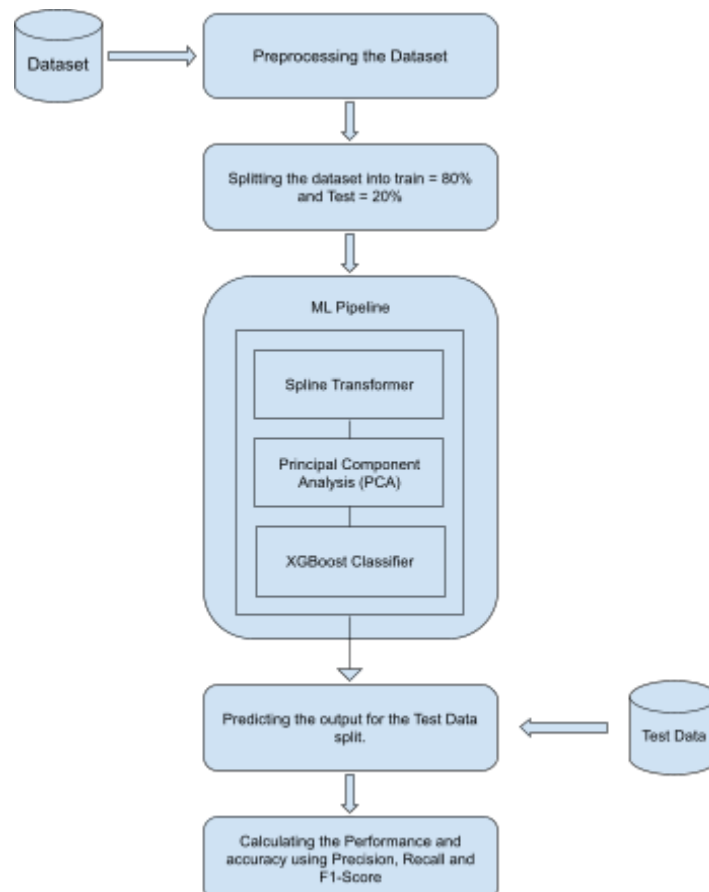 Dataset
Preprocessing the Dataset
Splitting the dataset into train = 80%
and Test = 20%
ML Pipeline
Spline Transformer
Principal Component
Analysis (PCA)
XGBoost Classifier
Predicting the output for the Test Data
split.
Test Data
Calculating the Performance and
accuracy using Precision, Recall and
F1-Score